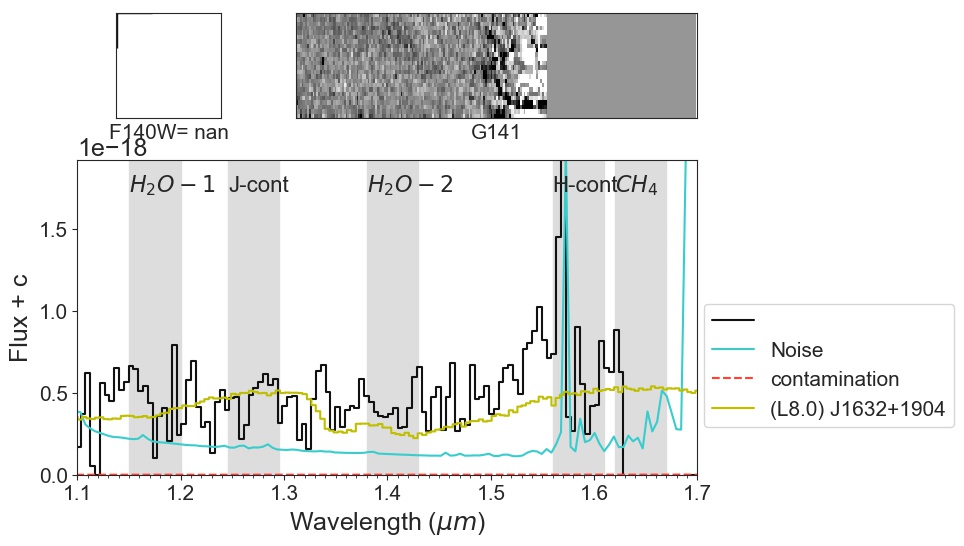 F140W= nan
G141
1e−18
H₂O − 1 J-cont H₂O − 2 H-cont CH₄
1.5
1.0
0.5
0.0
Flux + c
1.1 1.2 1.3 1.4 1.5 1.6 1.7
Wavelength (μm)
Noise
contamination
(L8.0) J1632+1904